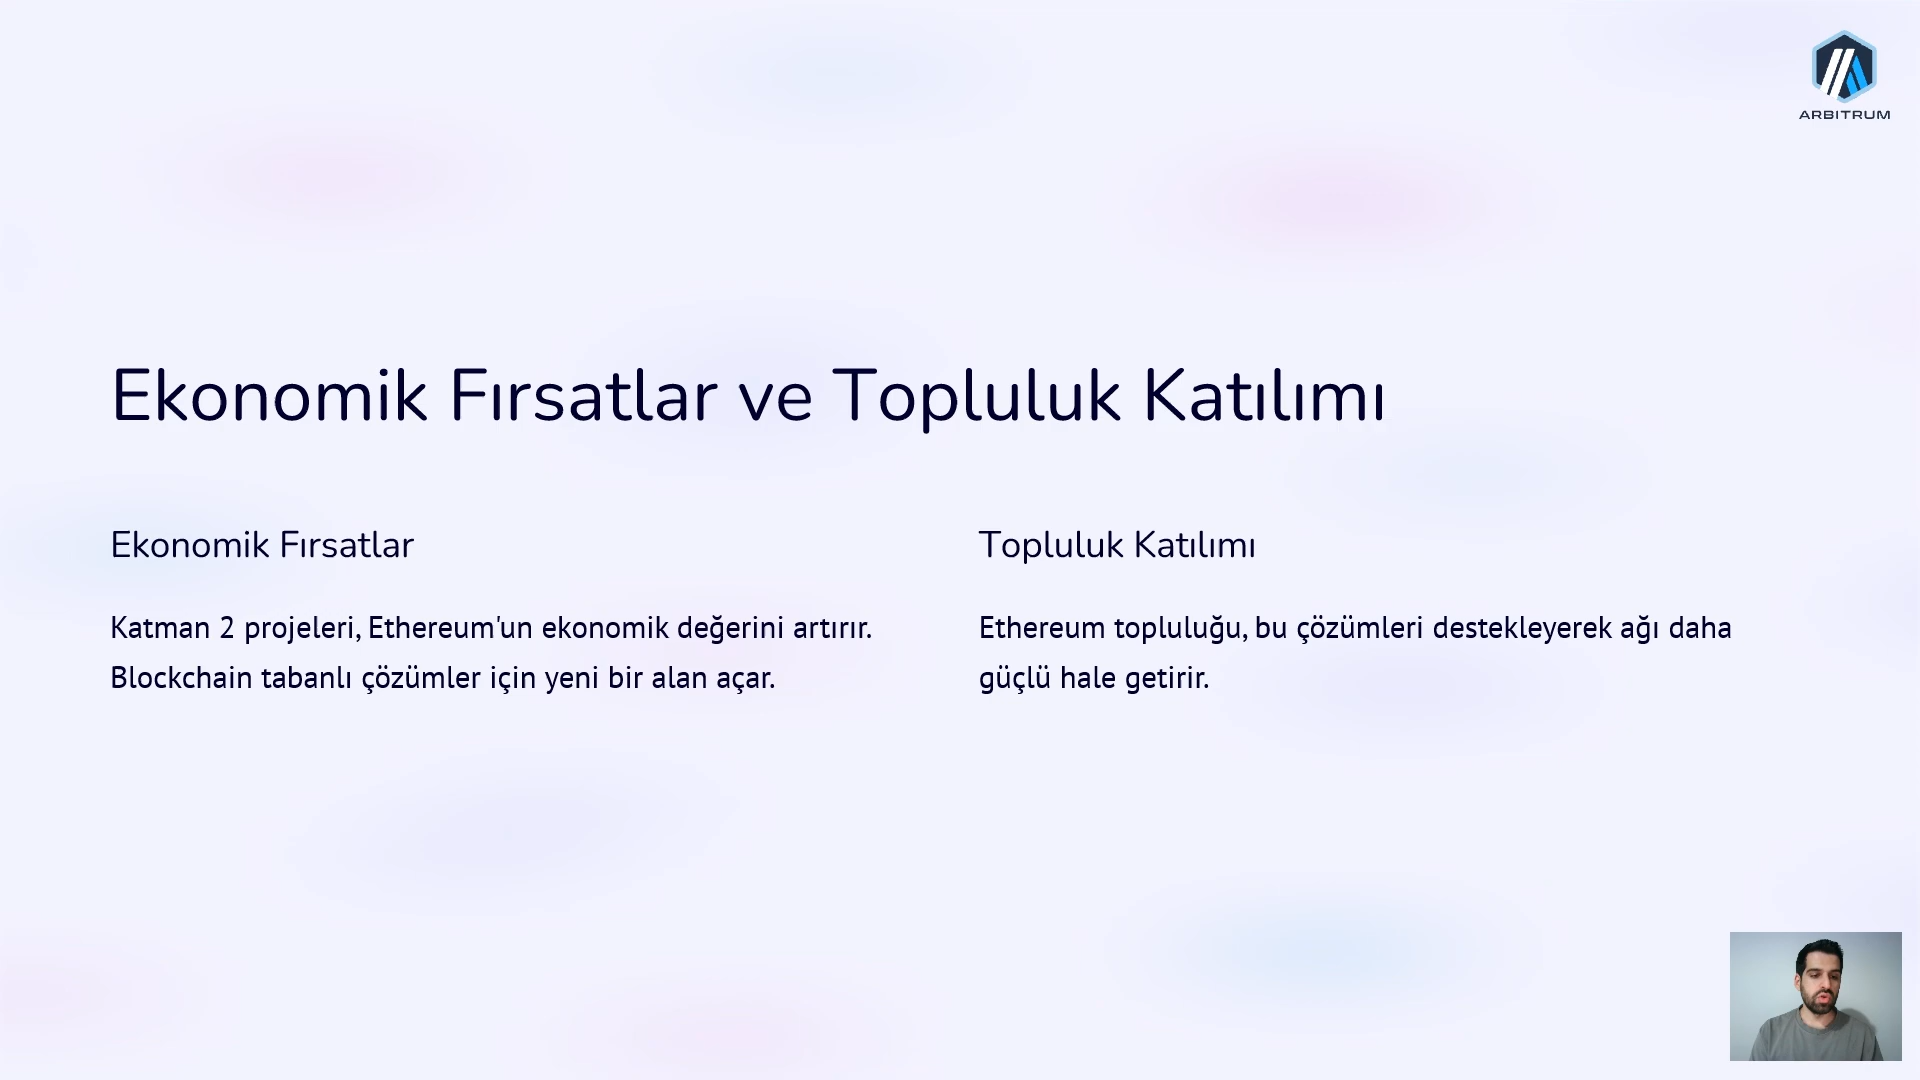 ARBITRUM
Ekonomik Fırsatlar ve Topluluk Katılımı
Ekonomik Fırsatlar
Katman 2 projeleri, Ethereum'un ekonomik değerini artırır.
Blockchain tabanlı çözümler için yeni bir alan açar.
Topluluk Katılımı
Ethereum topluluğu, bu çözümleri destekleyerek ağı daha
güçlü hale getirir.